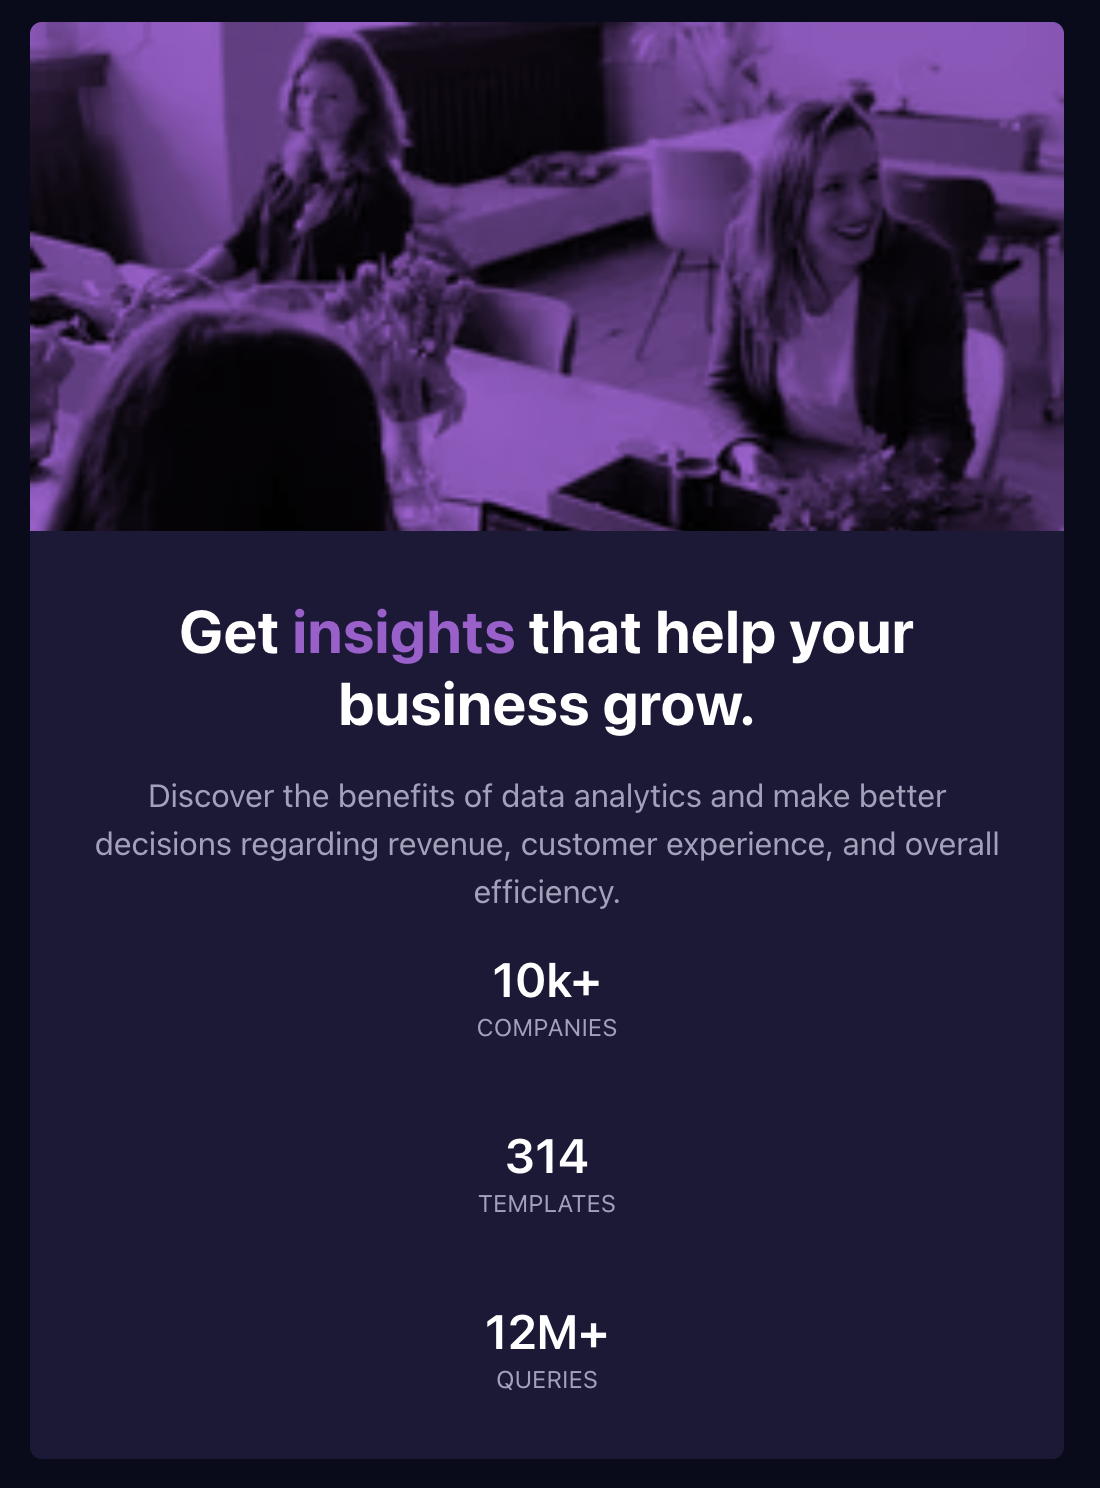 Get insights that help your
business grow.
Discover the benefits of data analytics and make better
decisions regarding revenue, customer experience, and overall
efficiency.
10k+
COMPANIES
314
TEMPLATES
12M+
QUERIES